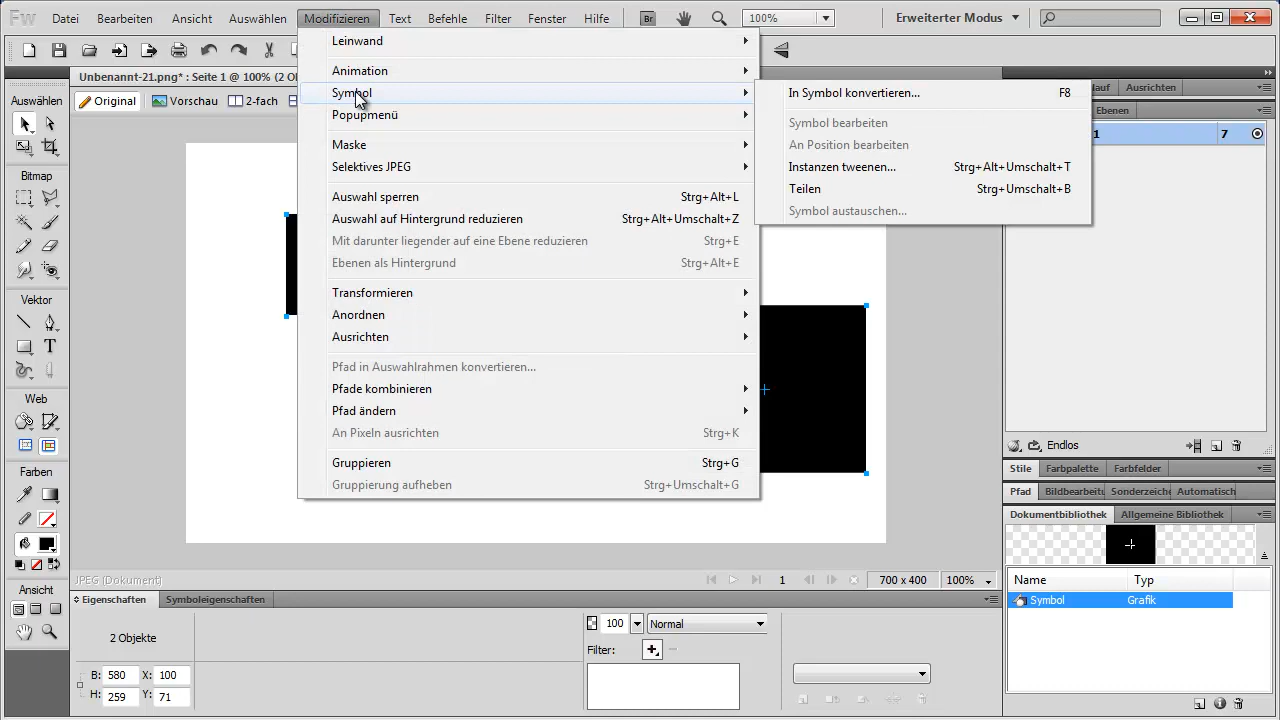 Fw Datei Bearbeiten Ansicht Auswählen Modifizieren Text Befehle Filter Fenster Hilfe Br 100% Erweiterter Modus
Unbenannt-21.png* : Seite 1 @ 100% (2 O
Original Vorschau 2-fach
Auswählen
Bitmap
Vektor
Web
Farben
Ansicht
Leinwand
Animation
Symbol
Popupmenü
Maske
Selektives JPEG
Auswahl sperren Strg+Alt+L
Auswahl auf Hintergrund reduzieren Strg+Alt+Umschalt+Z
Mit darunter liegender auf eine Ebene reduzieren Strg+E
Ebenen als Hintergrund Strg+Alt+E
Transformieren
Anordnen
Ausrichten
Pfad in Auswahlrahmen konvertieren...
Pfade kombinieren
Pfad ändern
An Pixeln ausrichten Strg+K
Gruppieren Strg+G
Gruppierung aufheben Strg+Umschalt+G
In Symbol konvertieren... F8
Symbol bearbeiten
An Position bearbeiten
Instanzen tweenen... Strg+Alt+Umschalt+T
Teilen Strg+Umschalt+B
Symbol austauschen...
lauf Ausrichten
Ebenen
1 7
Endlos
Stile Farbpalette Farbfelder
Pfad Bildbearbeitu Sonderzeiche Automatisch
Dokumentbibliothek Allgemeine Bibliothek
Name Typ
Symbol Grafik
JPEG (Dokument) 1 700 x 400 100%
Eigenschaften Symboleigenschaften
2 Objekte
B: 580 X: 100
H: 259 Y: 71
100 Normal
Filter: